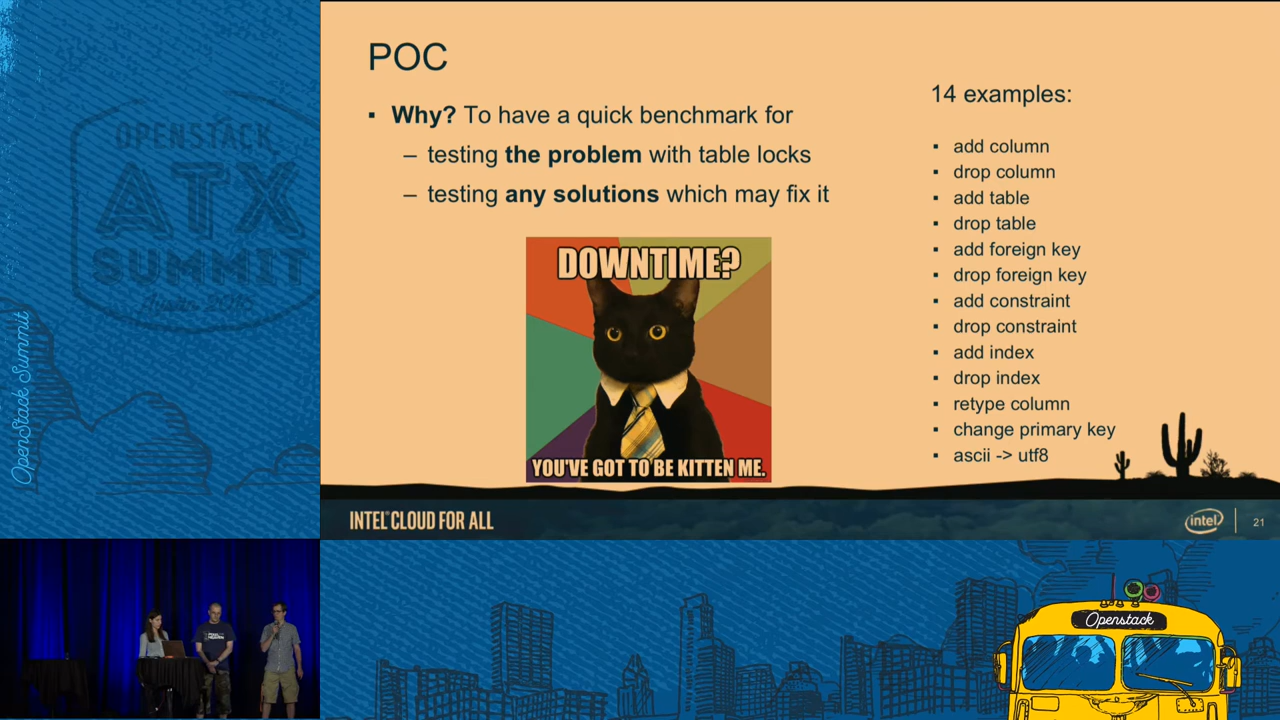 OPENSTACK
ATX
SUMMIT
OpenStack Summit
POC
▪ Why? To have a quick benchmark for
– testing the problem with table locks
– testing any solutions which may fix it
DOWNTIME?
YOU'VE GOT TO BE KITTEN ME.
14 examples:
▪ add column
▪ drop column
▪ add table
▪ drop table
▪ add foreign key
▪ drop foreign key
▪ add constraint
▪ drop constraint
▪ add index
▪ drop index
▪ retype column
▪ change primary key
▪ ascii -> utf8
INTEL® CLOUD FOR ALL
intel
21
Openstack